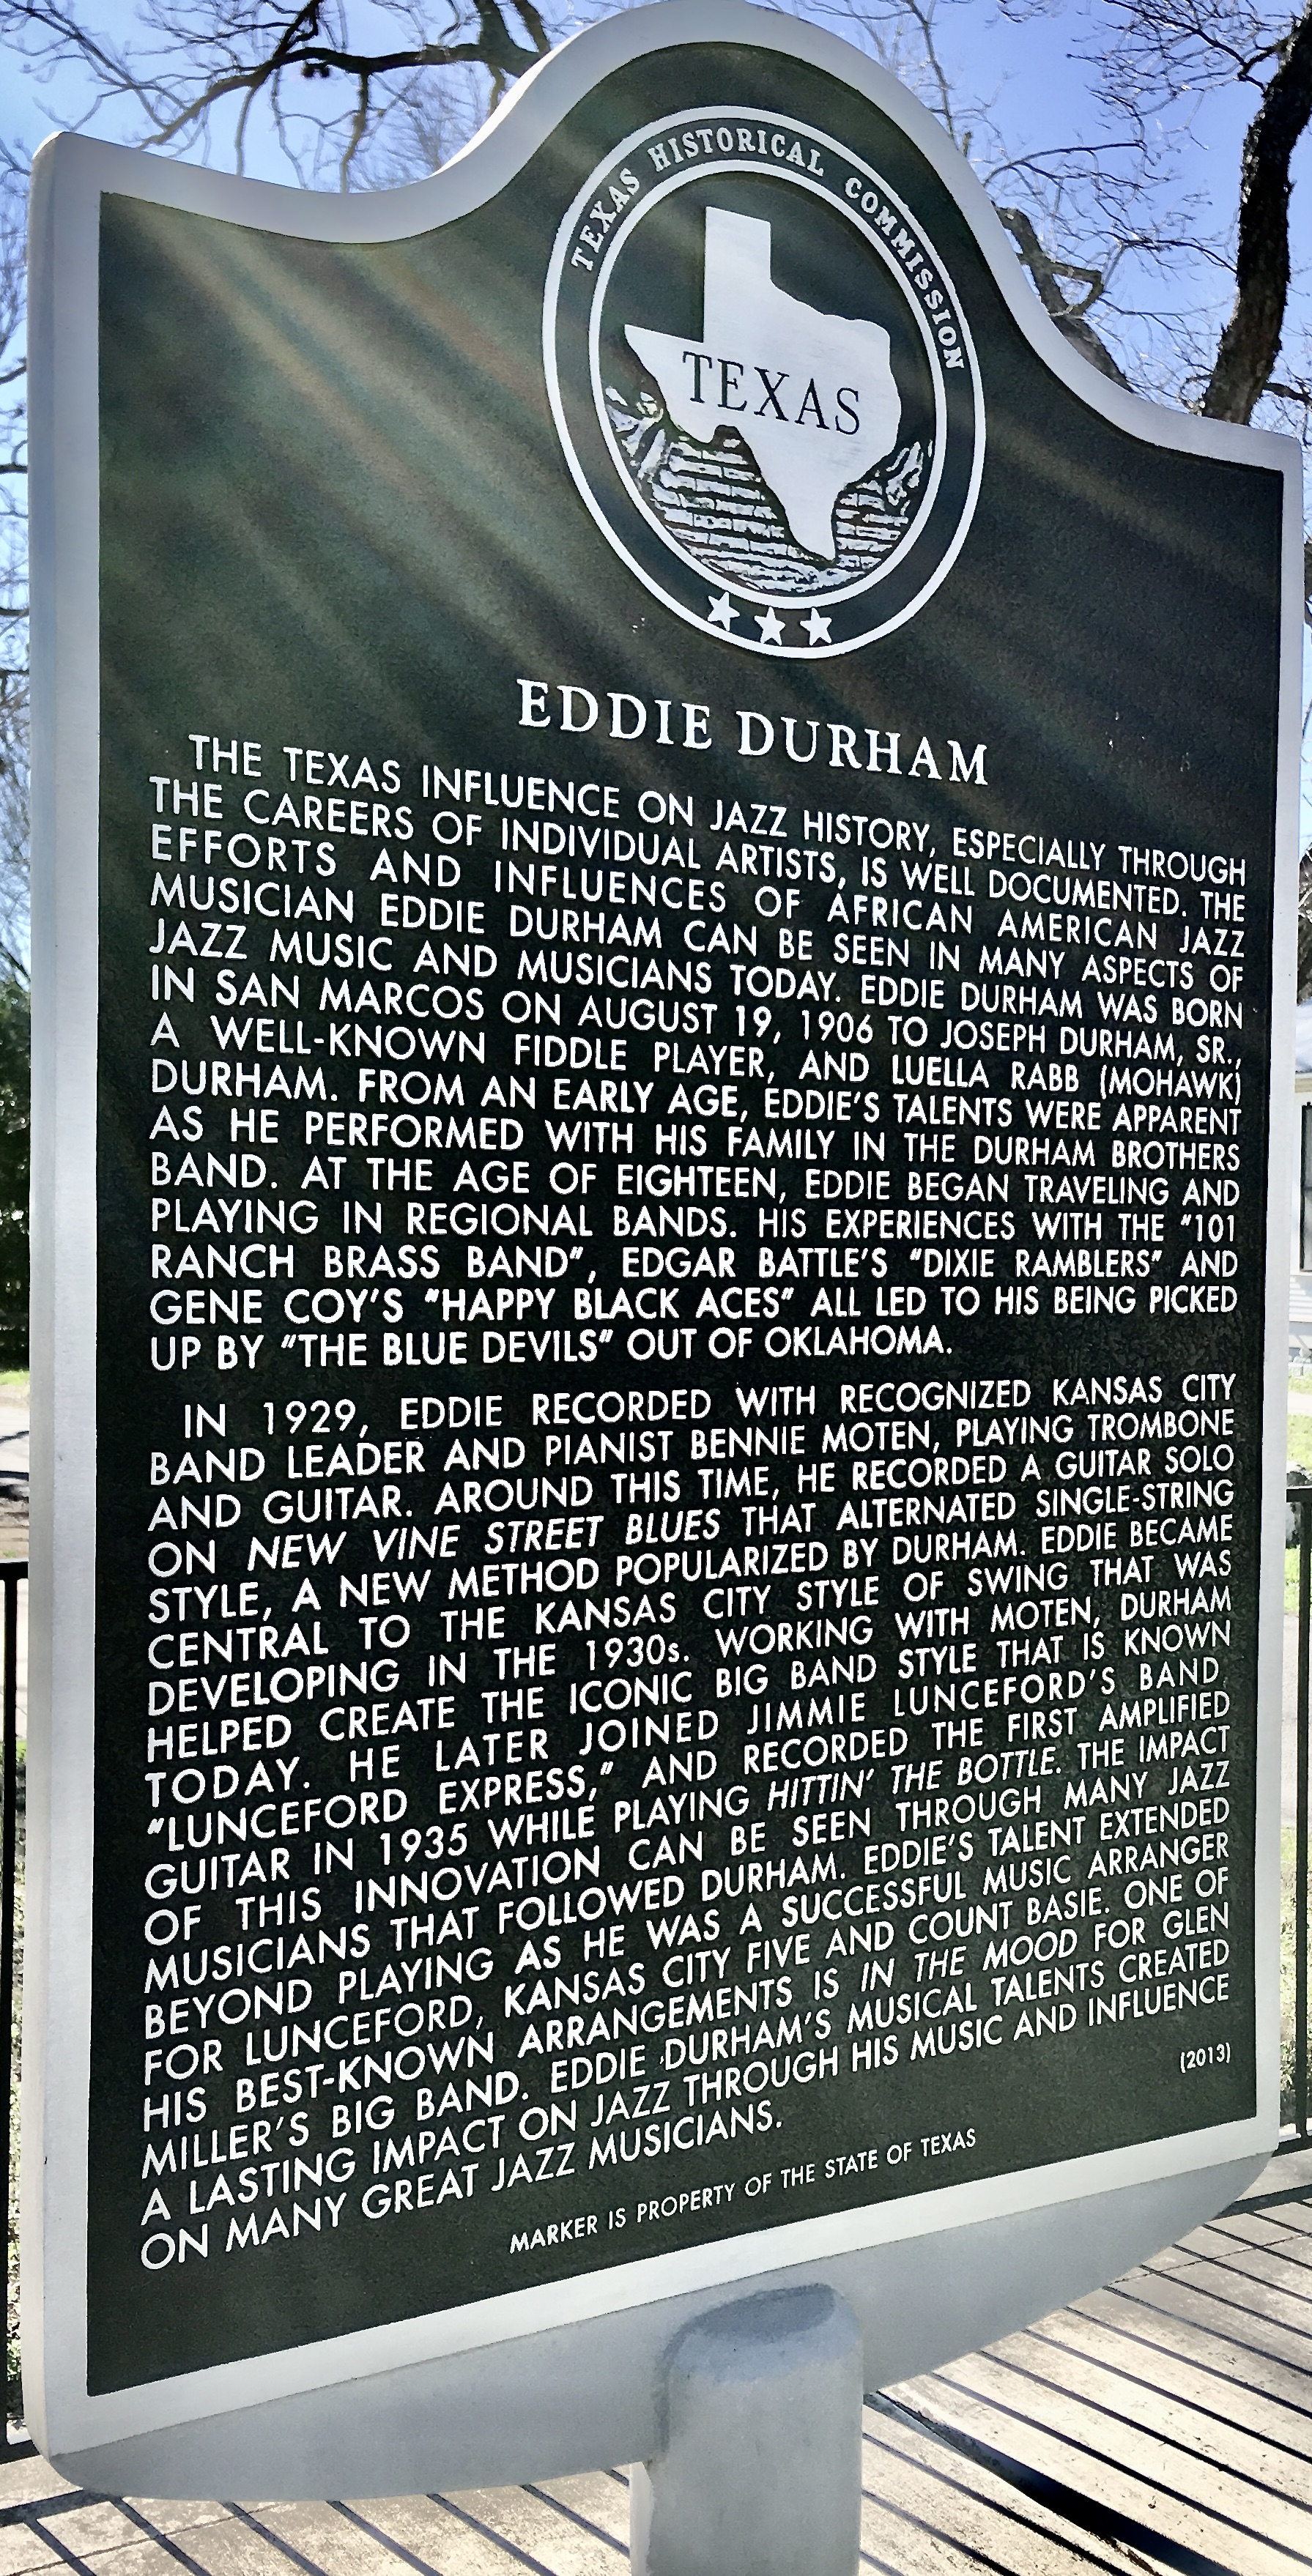 TEXAS HISTORICAL COMMISSION
TEXAS
EDDIE DURHAM
THE TEXAS INFLUENCE ON JAZZ HISTORY, ESPECIALLY THROUGH
THE CAREERS OF INDIVIDUAL ARTISTS, IS WELL DOCUMENTED. THE
EFFORTS AND INFLUENCES OF AFRICAN AMERICAN JAZZ
MUSICIAN EDDIE DURHAM CAN BE SEEN IN MANY ASPECTS OF
JAZZ MUSIC AND MUSICIANS TODAY. EDDIE DURHAM WAS BORN
IN SAN MARCOS ON AUGUST 19, 1906 TO JOSEPH DURHAM, SR.,
A WELL-KNOWN FIDDLE PLAYER, AND LUELLA RABB (MOHAWK)
DURHAM. FROM AN EARLY AGE, EDDIE'S TALENTS WERE APPARENT
AS HE PERFORMED WITH HIS FAMILY IN THE DURHAM BROTHERS
BAND. AT THE AGE OF EIGHTEEN, EDDIE BEGAN TRAVELING AND
PLAYING IN REGIONAL BANDS. HIS EXPERIENCES WITH THE "101
RANCH BRASS BAND", EDGAR BATTLE'S "DIXIE RAMBLERS" AND
GENE COY'S "HAPPY BLACK ACES" ALL LED TO HIS BEING PICKED
UP BY "THE BLUE DEVILS" OUT OF OKLAHOMA.
IN 1929, EDDIE RECORDED WITH RECOGNIZED KANSAS CITY
BAND LEADER AND PIANIST BENNIE MOTEN, PLAYING TROMBONE
AND GUITAR. AROUND THIS TIME, HE RECORDED A GUITAR SOLO
ON NEW VINE STREET BLUES THAT ALTERNATED SINGLE-STRING
STYLE, A NEW METHOD POPULARIZED BY DURHAM. EDDIE BECAME
CENTRAL TO THE KANSAS CITY STYLE OF SWING THAT WAS
DEVELOPING IN THE 1930s. WORKING WITH MOTEN, DURHAM
HELPED CREATE THE ICONIC BIG BAND STYLE THAT IS KNOWN
TODAY. HE LATER JOINED JIMMIE LUNCEFORD'S BAND,
"LUNCEFORD EXPRESS," AND RECORDED THE FIRST AMPLIFIED
GUITAR IN 1935 WHILE PLAYING HITTIN' THE BOTTLE. THE IMPACT
OF THIS INNOVATION CAN BE SEEN THROUGH MANY JAZZ
MUSICIANS THAT FOLLOWED DURHAM. EDDIE'S TALENT EXTENDED
BEYOND PLAYING AS HE WAS A SUCCESSFUL MUSIC ARRANGER
FOR LUNCEFORD, KANSAS CITY FIVE AND COUNT BASIE. ONE OF
HIS BEST-KNOWN ARRANGEMENTS IS IN THE MOOD FOR GLEN
MILLER'S BIG BAND. EDDIE DURHAM'S MUSICAL TALENTS CREATED
A LASTING IMPACT ON JAZZ THROUGH HIS MUSIC AND INFLUENCE
ON MANY GREAT JAZZ MUSICIANS.
(2013)
MARKER IS PROPERTY OF THE STATE OF TEXAS